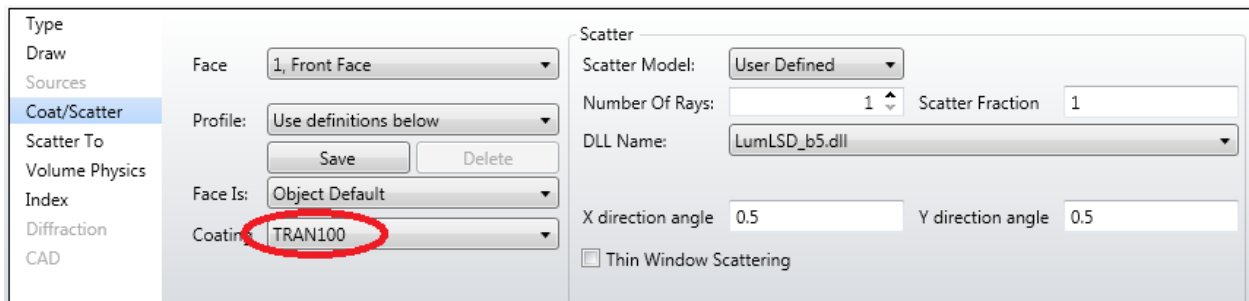 Type
Draw
Sources
Coat/Scatter
Scatter To
Volume Physics
Index
Diffraction
CAD
Face 1, Front Face
Profile: Use definitions below
Save Delete
Face Is: Object Default
Coating TRAN100
Scatter
Scatter Model: User Defined
Number Of Rays: 1 Scatter Fraction 1
DLL Name: LumLSD_b5.dll
X direction angle 0.5 Y direction angle 0.5
Thin Window Scattering